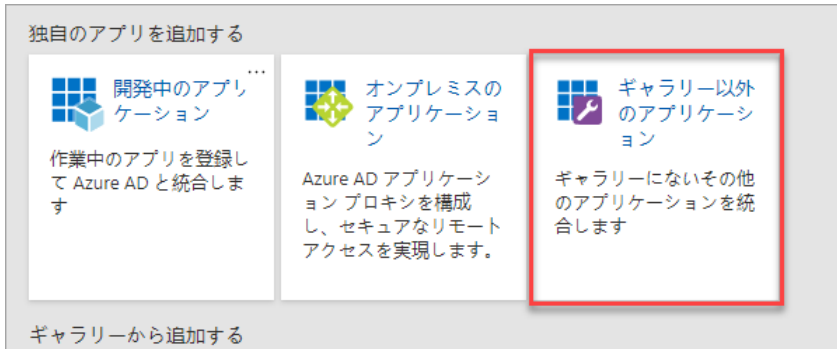 独自のアプリを追加する
...
開発中のアプリ
ケーション
作業中のアプリを登録し
て Azure AD と統合しま
す
オンプレミスの
アプリケーショ
ン
Azure AD アプリケーシ
ョン プロキシを構成
し、セキュアなリモート
アクセスを実現します。
ギャラリー以外
のアプリケーシ
ョン
ギャラリーにないその他
のアプリケーションを統
合します
ギャラリーから追加する